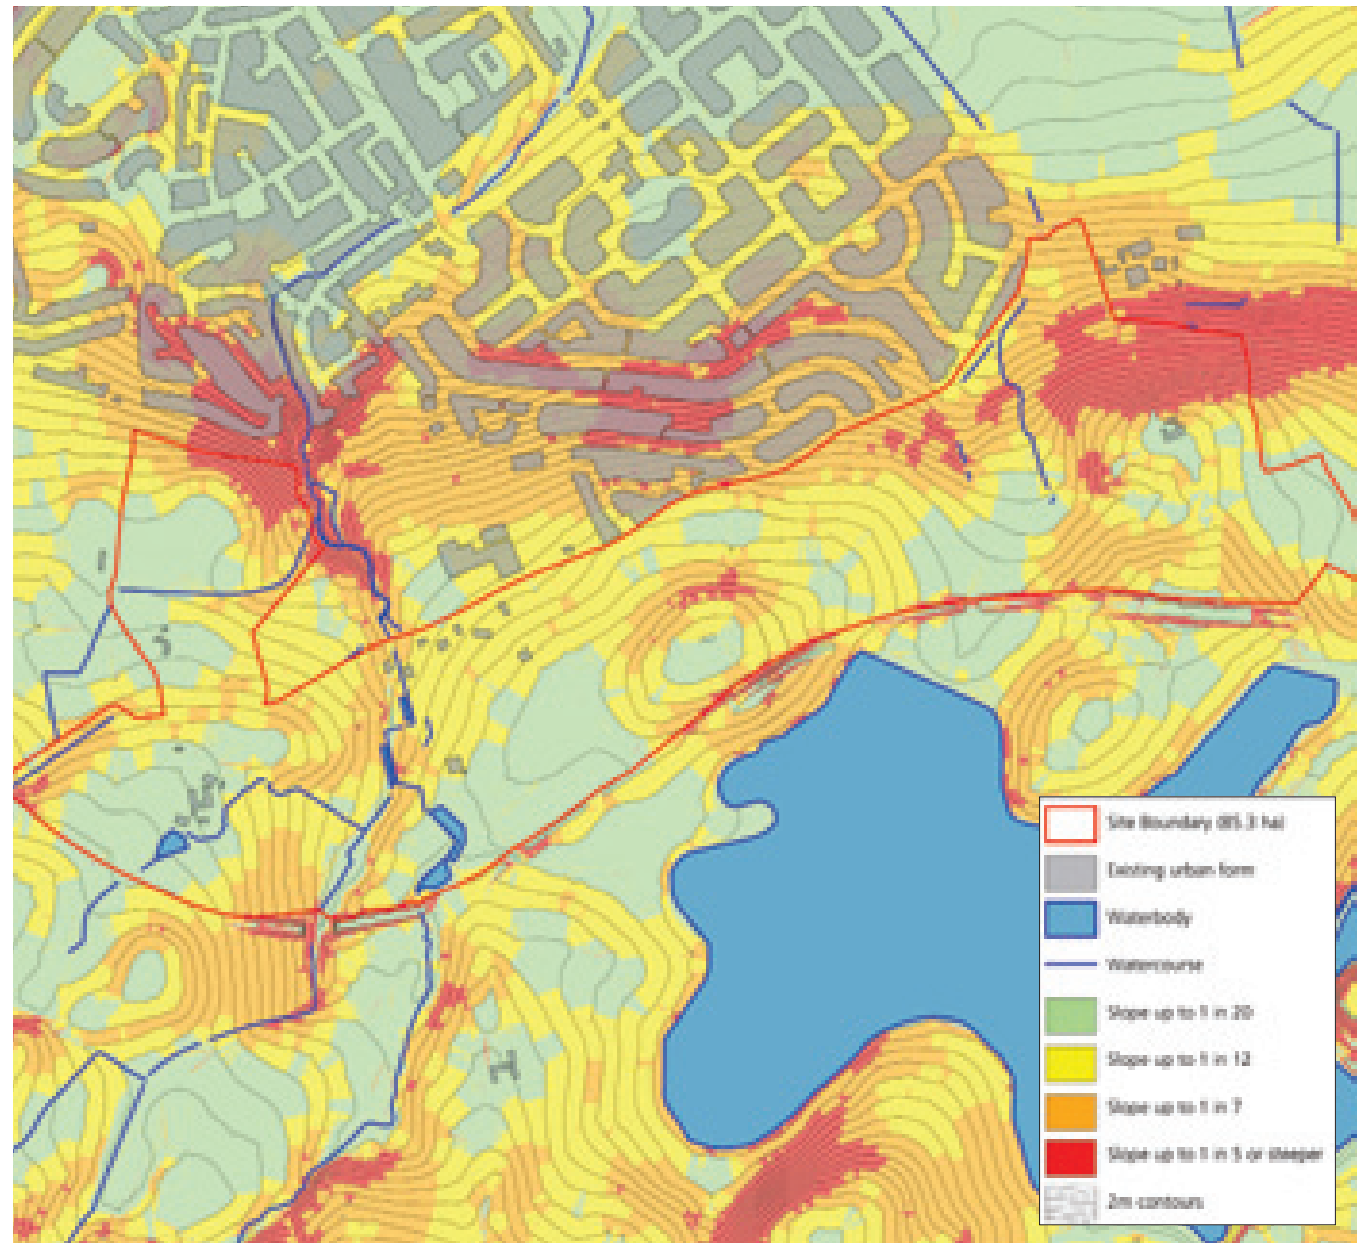 Site Boundary (85.3 ha)
Existing urban form
Waterbody
Watercourse
Slope up to 1 in 20
Slope up to 1 in 12
Slope up to 1 in 7
Slope up to 1 in 5 or steeper
2m contours